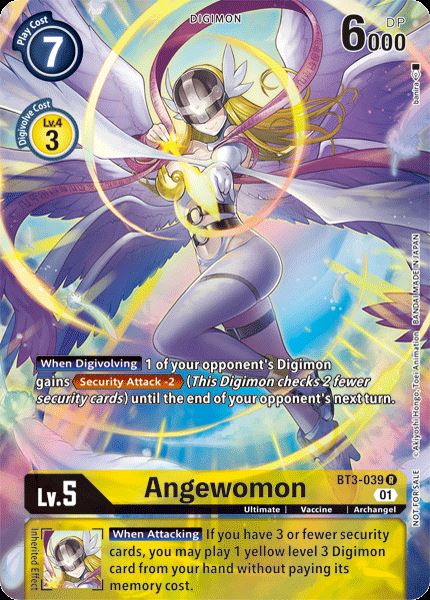 DIGIMON
Play Cost
7
6000
DP
Digivolve Cost
Lv.4
3
©Akiyoshi Hongo, Toei Animation BANDAI MADE IN JAPAN
When Digivolving 1 of your opponent's Digimon
gains Security Attack -2 (This Digimon checks 2 fewer
security cards) until the end of your opponent's next turn.
NOT FOR SALE
Lv.5
Angewomon
BT3-039 R
01
Ultimate | Vaccine | Archangel
Inherited Effect
When Attacking If you have 3 or fewer security
cards, you may play 1 yellow level 3 Digimon
card from your hand without paying its
memory cost.